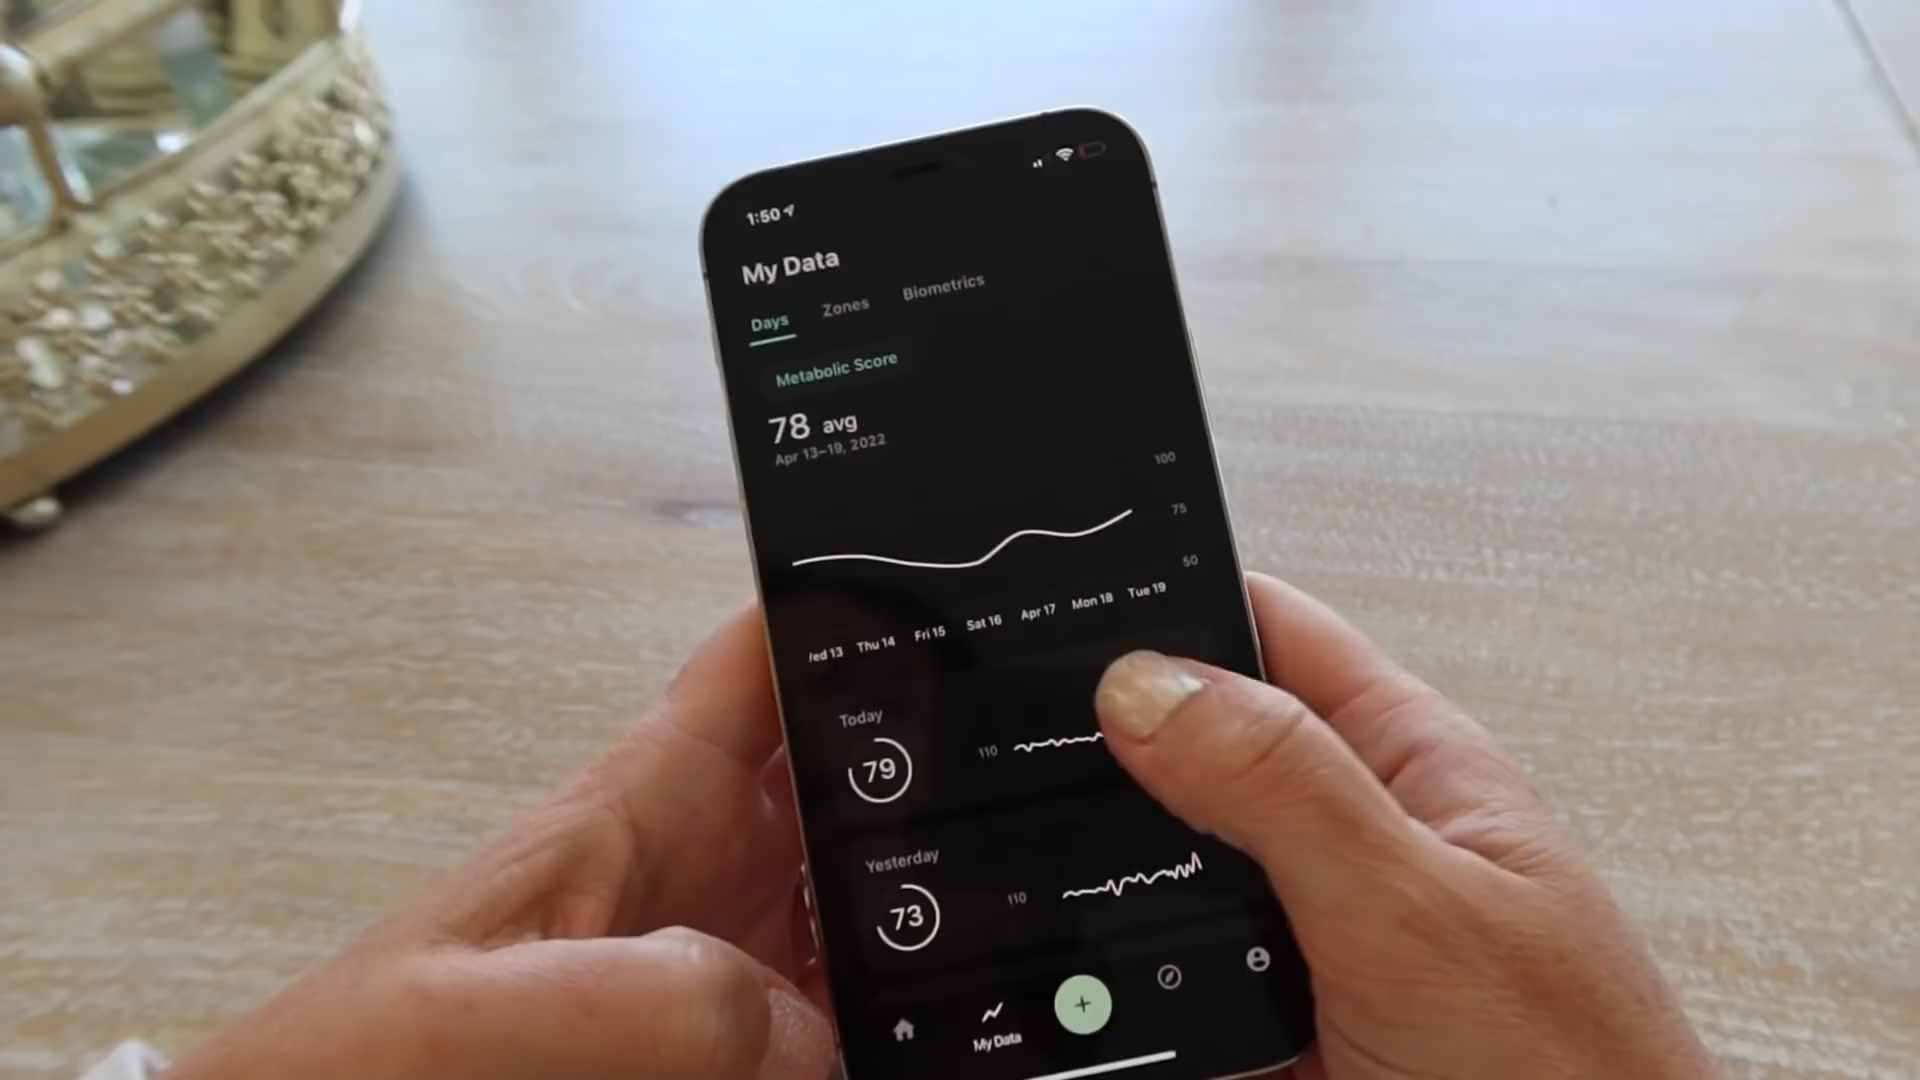 1:50
My Data
Days Zones Biometrics
Metabolic Score
78 avg
Apr 13–19, 2022
100
75
50
/ed 13 Thu 14 Fri 15 Sat 16 Apr 17 Mon 18 Tue 19
Today
79
110
Yesterday
73
110
+
My Data